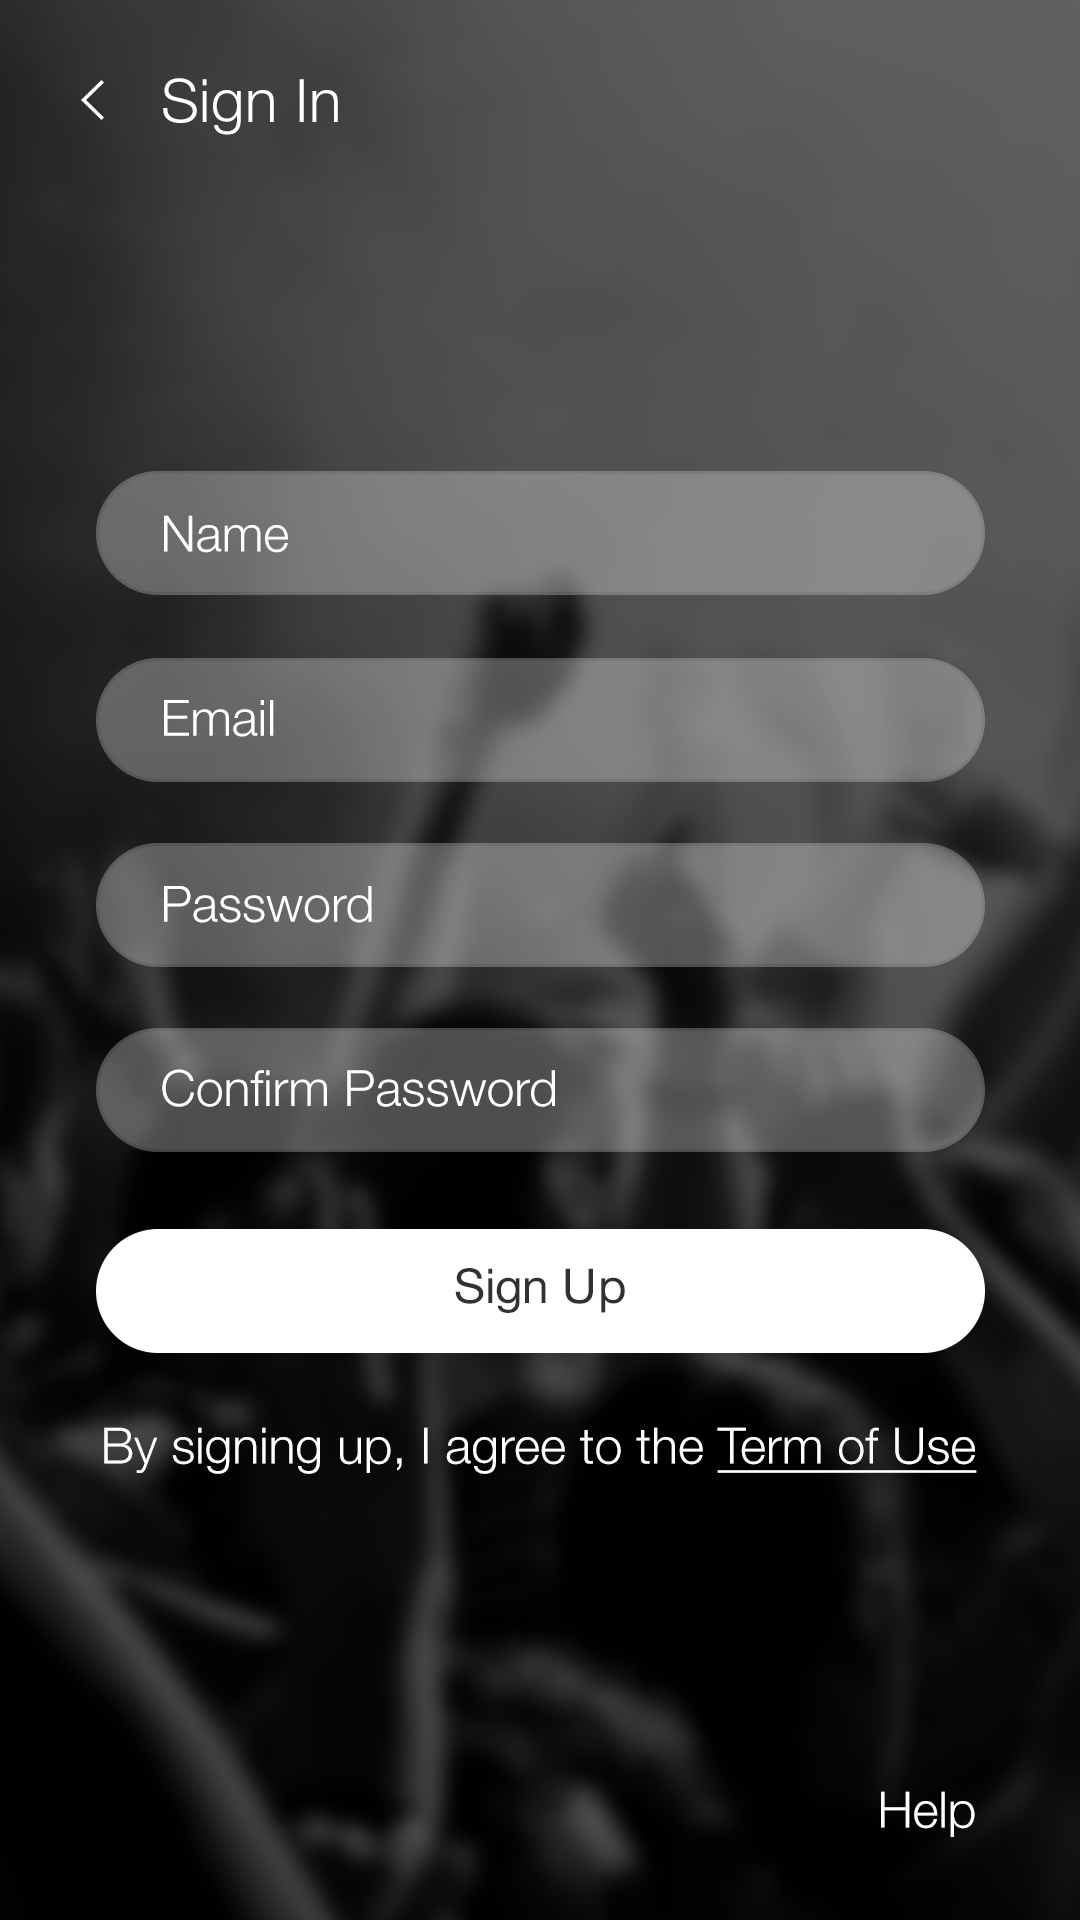 Sign In
Name
Email
Password
Confirm Password
Sign Up
By signing up, I agree to the Term of Use
Help